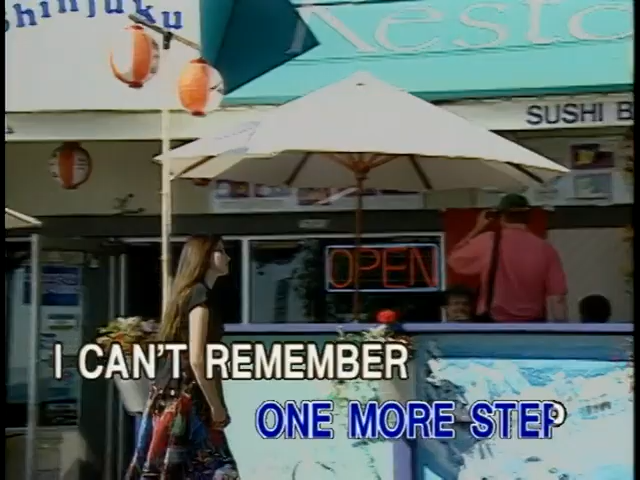 Shinjuku
Resta
SUSHI B
OPEN
I CAN'T REMEMBER
ONE MORE STEP